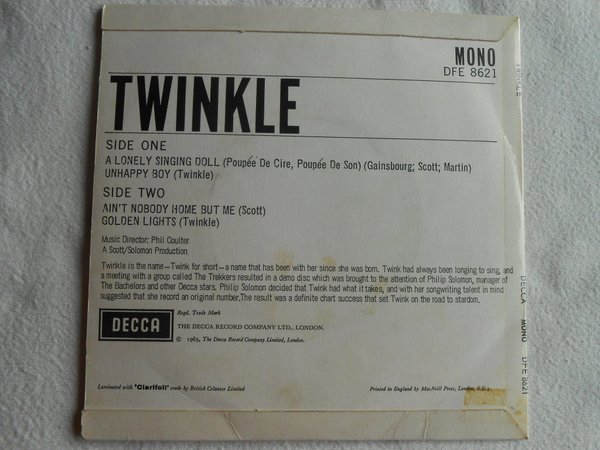 MONO
DFE 8621
TWINKLE
SIDE ONE
A LONELY SINGING DOLL (Poupée De Cire, Poupée De Son) (Gainsbourg; Scott; Martin)
UNHAPPY BOY (Twinkle)
SIDE TWO
AIN'T NOBODY HOME BUT ME (Scott)
GOLDEN LIGHTS (Twinkle)
Music Director: Phil Coulter
A Scott/Solomon Production
Twinkle is the name—Twink for short—a name that has been with her since she was born. Twink had always been longing to sing, and
a meeting with a group called The Trekkers resulted in a demo disc which was brought to the attention of Philip Solomon, manager of
The Bachelors and other Decca stars. Philip Solomon decided that Twink had what it takes, and with her songwriting talent in mind
suggested that she record an original number. The result was a definite chart success that set Twink on the road to stardom.
DECCA
Regd. Trade Mark
THE DECCA RECORD COMPANY LTD., LONDON.
© 1965, The Decca Record Company Limited, London.
Laminated with "Clarifoil" made by British Celanese Limited
Printed in England by MacNeill Press, London, S.E.1.
TWINKLE
DECCA MONO DFE 8621